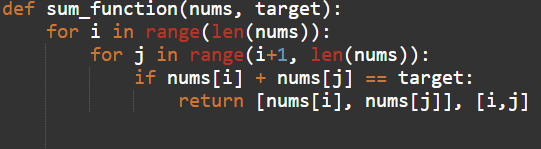 def sum_function(nums, target):
    for i in range(len(nums)):
        for j in range(i+1, len(nums)):
            if nums[i] + nums[j] == target:
                return [nums[i], nums[j]], [i,j]